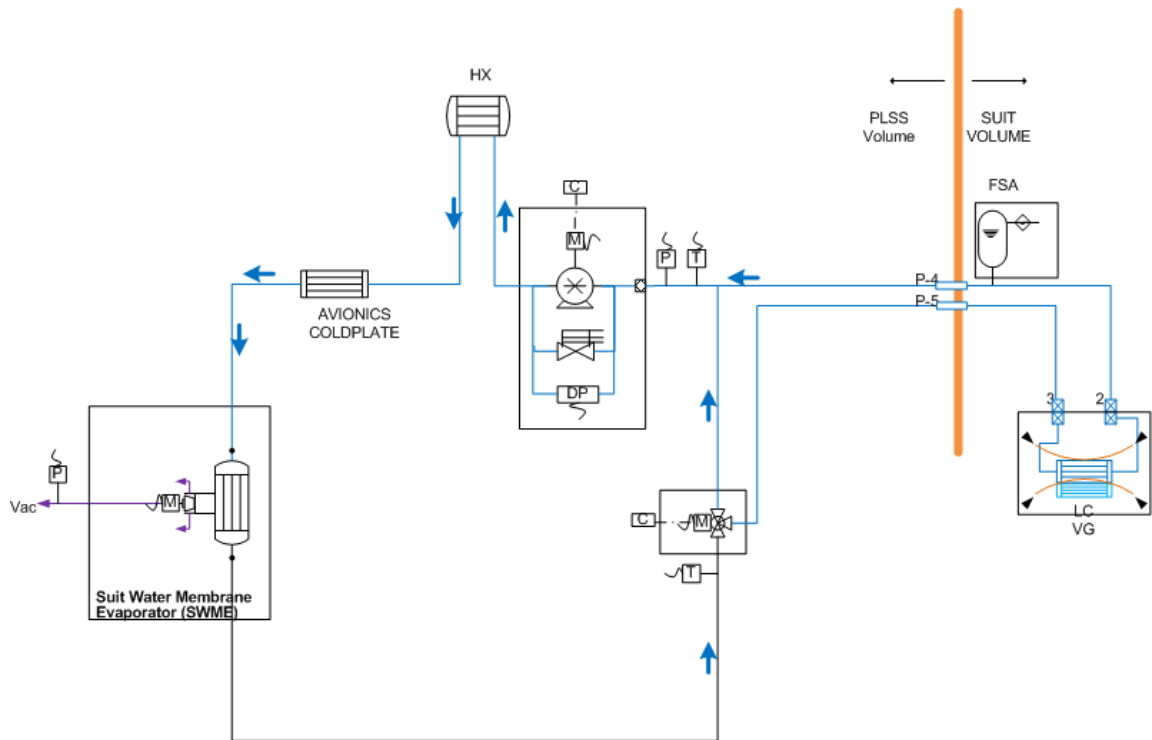 HX
PLSS
Volume
SUIT
VOLUME
FSA
C
M
P
T
P-4
P-5
AVIONICS
COLDPLATE
DP
3
2
P
Vac
M
C
M
LC
VG
T
Suit Water Membrane
Evaporator (SWME)